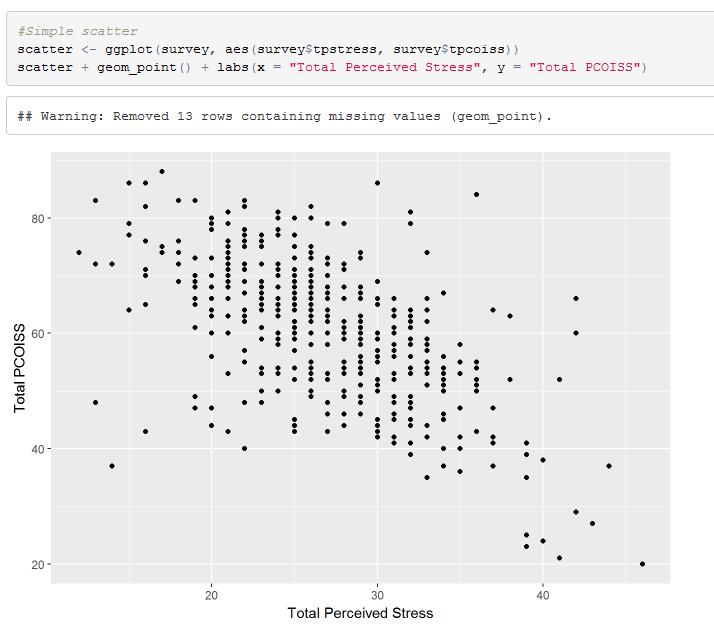 #Simple scatter
scatter <- ggplot(survey, aes(survey$tpstress, survey$tpcoiss))
scatter + geom_point() + labs(x = "Total Perceived Stress", y = "Total PCOISS")
## Warning: Removed 13 rows containing missing values (geom_point).
80
60
40
20
Total PCOISS
20 30 40
Total Perceived Stress